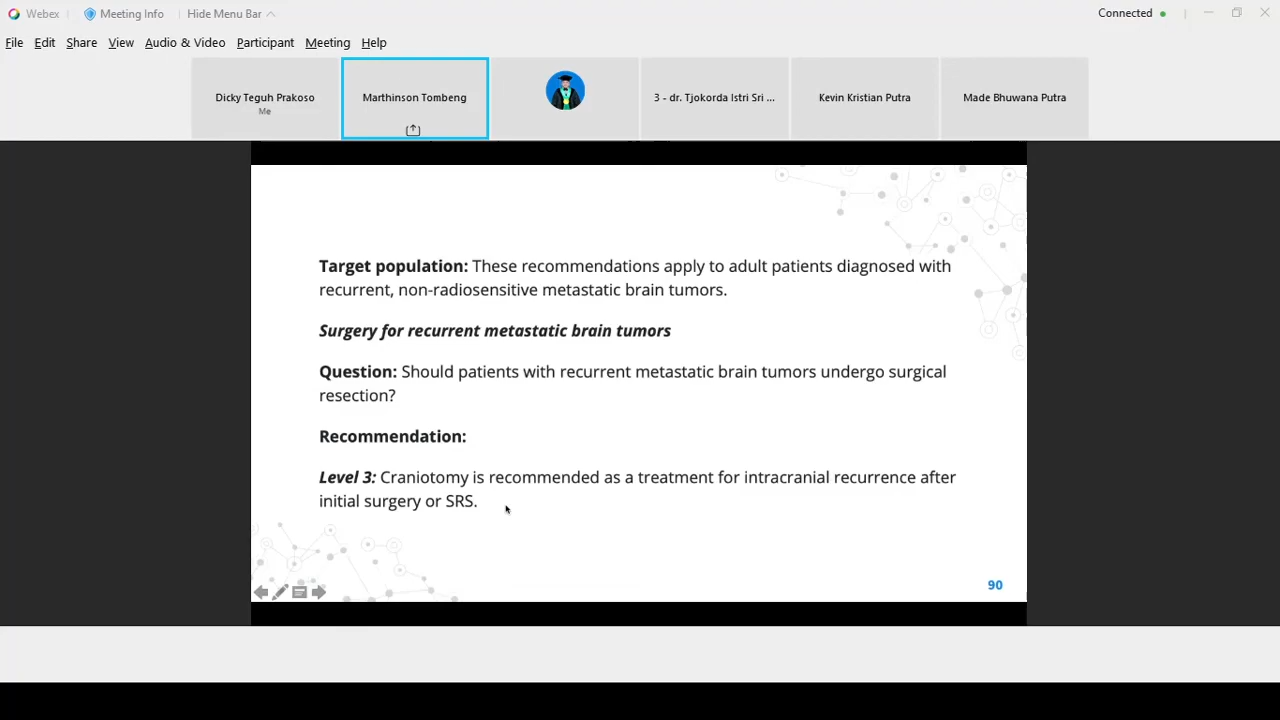 Webex
Meeting Info
Hide Menu Bar
Connected
File Edit Share View Audio & Video Participant Meeting Help
Dicky Teguh Prakoso
Me
Marthinson Tombeng
3 - dr. Tjokorda Istri Sri ...
Kevin Kristian Putra
Made Bhuwana Putra
Target population: These recommendations apply to adult patients diagnosed with
recurrent, non-radiosensitive metastatic brain tumors.
Surgery for recurrent metastatic brain tumors
Question: Should patients with recurrent metastatic brain tumors undergo surgical
resection?
Recommendation:
Level 3: Craniotomy is recommended as a treatment for intracranial recurrence after
initial surgery or SRS.
90